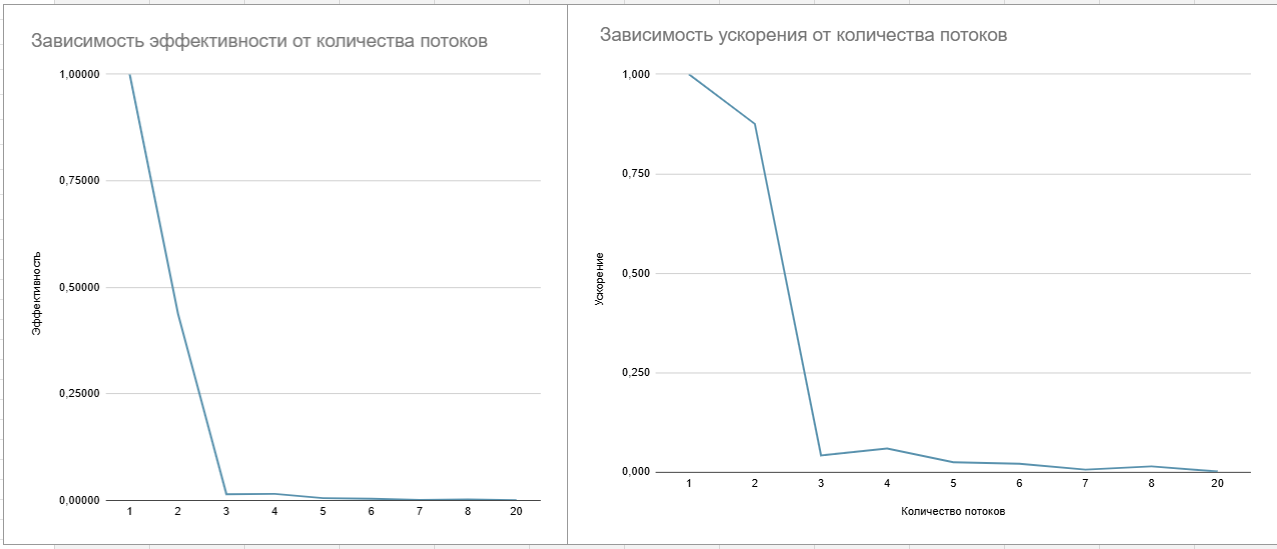 Зависимость эффективности от количества потоков
1,00000
0,75000
0,50000
0,25000
0,00000
Эффективность
1 2 3 4 5 6 7 8 20
Зависимость ускорения от количества потоков
1,000
0,750
0,500
0,250
0,000
Ускорение
1 2 3 4 5 6 7 8 20
Количество потоков